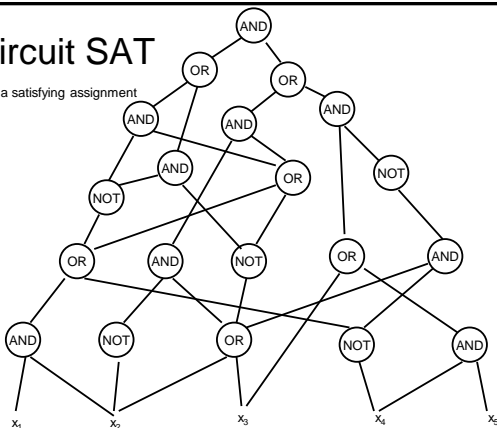 AND
ircuit SAT
OR
OR
a satisfying assignment
AND
AND
AND
AND
OR
NOT
NOT
OR
AND
NOT
OR
AND
AND
NOT
OR
NOT
AND
x1
x2
x3
x4
x5